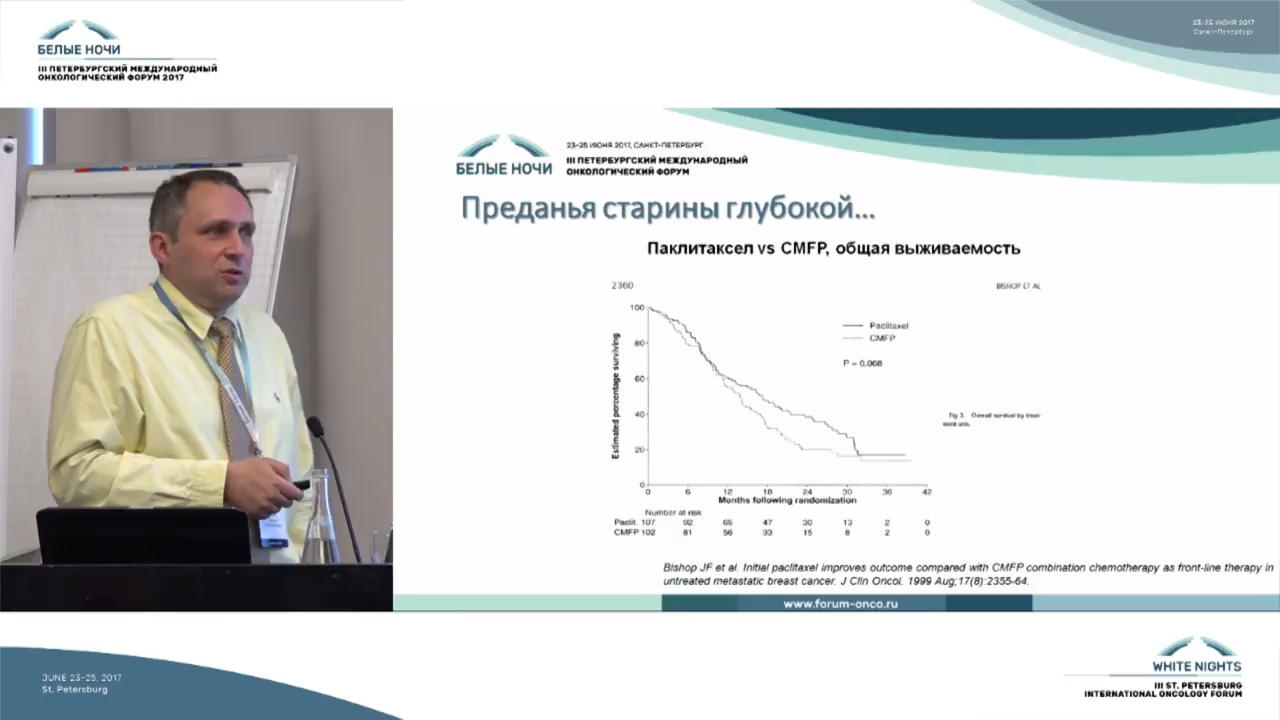 БЕЛЫЕ НОЧИ
III ПЕТЕРБУРГСКИЙ МЕЖДУНАРОДНЫЙ
ОНКОЛОГИЧЕСКИЙ ФОРУМ 2017
23-25 ИЮНЯ 2017
Санкт-Петербург
БЕЛЫЕ НОЧИ
23-25 ИЮНЯ 2017, САНКТ-ПЕТЕРБУРГ
III ПЕТЕРБУРГСКИЙ МЕЖДУНАРОДНЫЙ
ОНКОЛОГИЧЕСКИЙ ФОРУМ
Преданья старины глубокой...
Паклитаксел vs CMFP, общая выживаемость
2360
BISHOP ET AL
Estimated percentage surviving
100
80
60
40
20
0
Paclitaxel
CMFP
P = 0.068
Fig 3. Overall survival by treat-
ment arm.
0 6 12 18 24 30 36 42
Months following randomization
Number at risk
Paclit. 107 92 65 47 30 13 2 0
CMFP 102 81 56 33 15 8 2 0
Bishop JF et al. Initial paclitaxel improves outcome compared with CMFP combination chemotherapy as front-line therapy in
untreated metastatic breast cancer. J Clin Oncol. 1999 Aug;17(8):2355-64.
www.forum-onco.ru
JUNE 23-25, 2017
St. Petersburg
WHITE NIGHTS
III ST. PETERSBURG
INTERNATIONAL ONCOLOGY FORUM